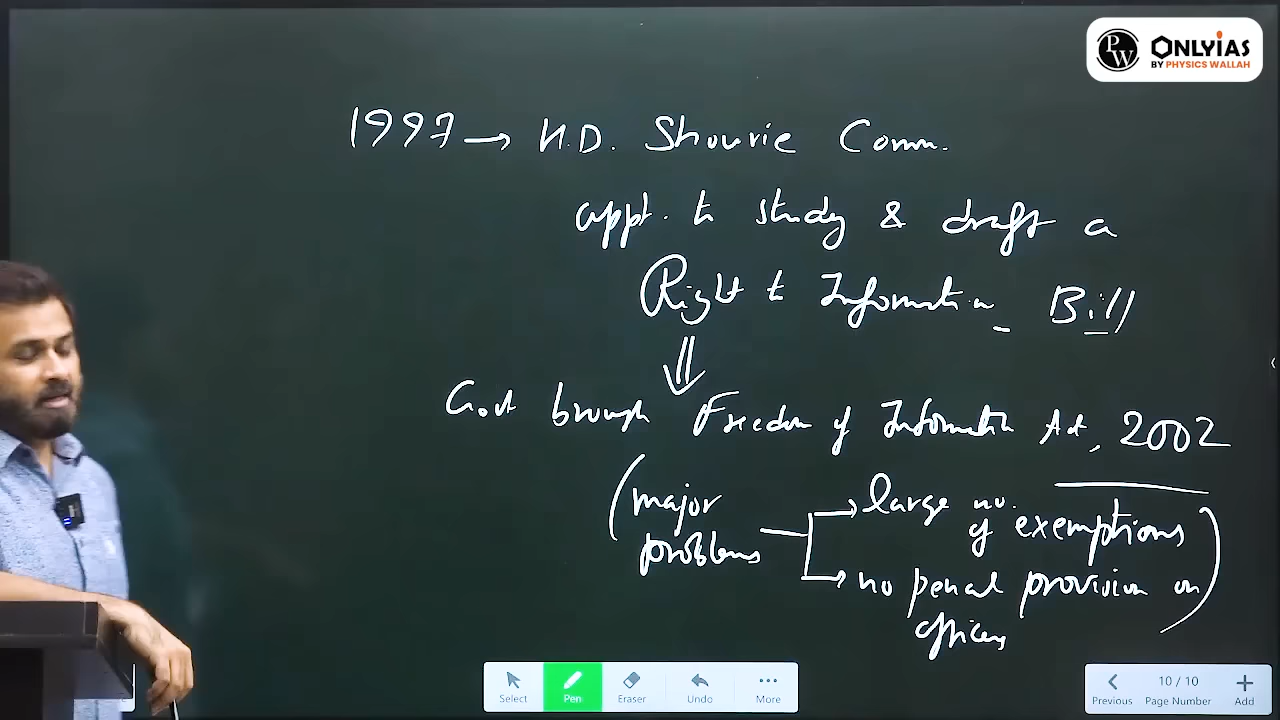 PW ONLYIAS
BY PHYSICS WALLAH
1997 → H.D. Shourie Comm.
appt. to study & draft a
Right to Information Bill
⇓
Govt brough Freedom of Information Act, 2002
(major problems
→ large no. of exemptions
→ no penal provision on officers)
Select Pen Eraser Undo More
10 / 10
Previous Page Number Add